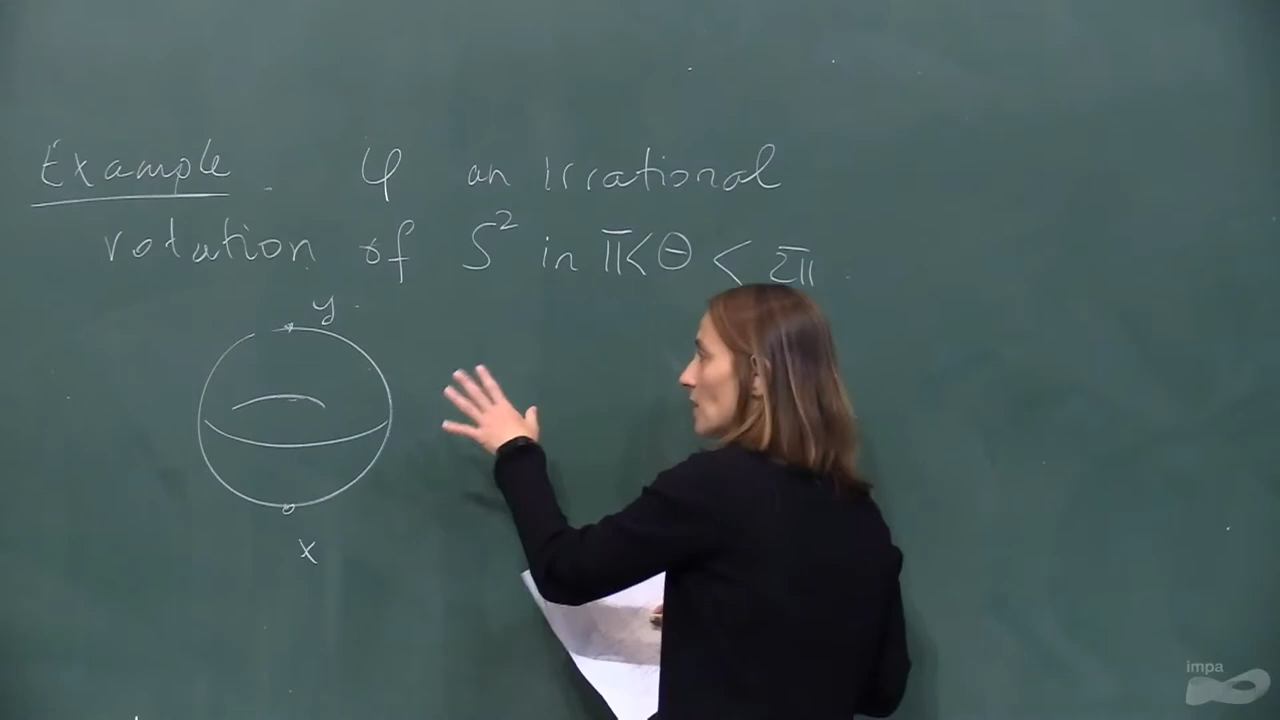 Example. φ an irrational
rotation of S² in π<θ < 2π.
y
x
impa